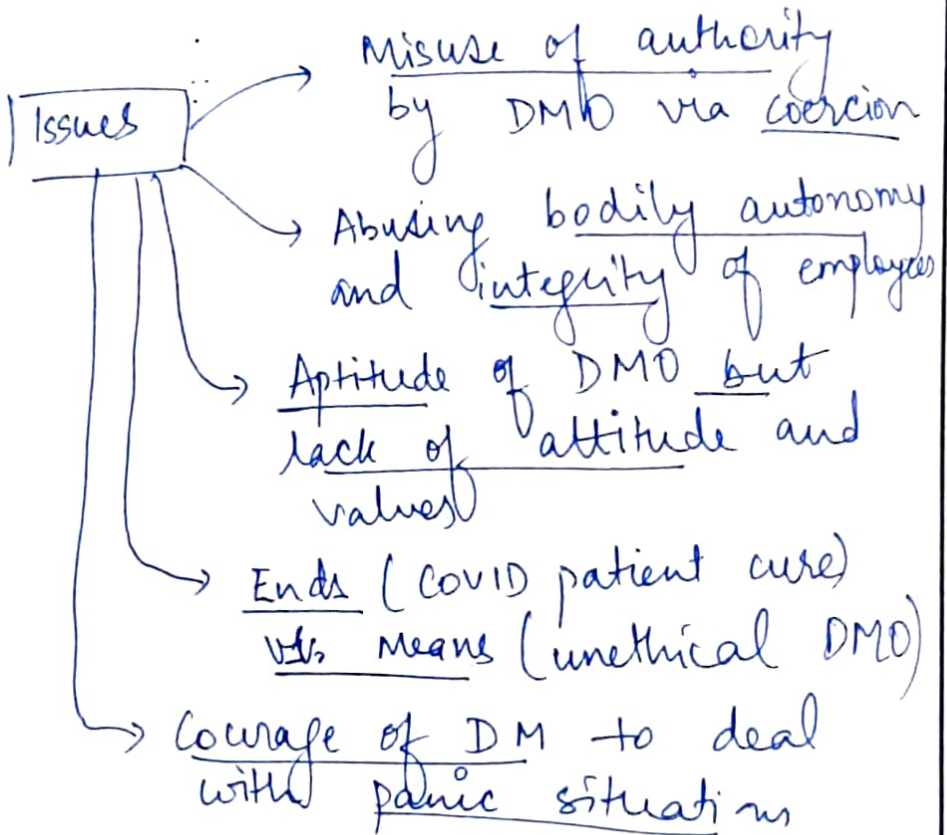 Issues
Misuse of authority
by DMO via coercion
Abusing bodily autonomy
and integrity of employees
Aptitude of DMO but
lack of attitude and
values
Ends (COVID patient cure)
v/s Means (unethical DMO)
Courage of DM to deal
with panic situations